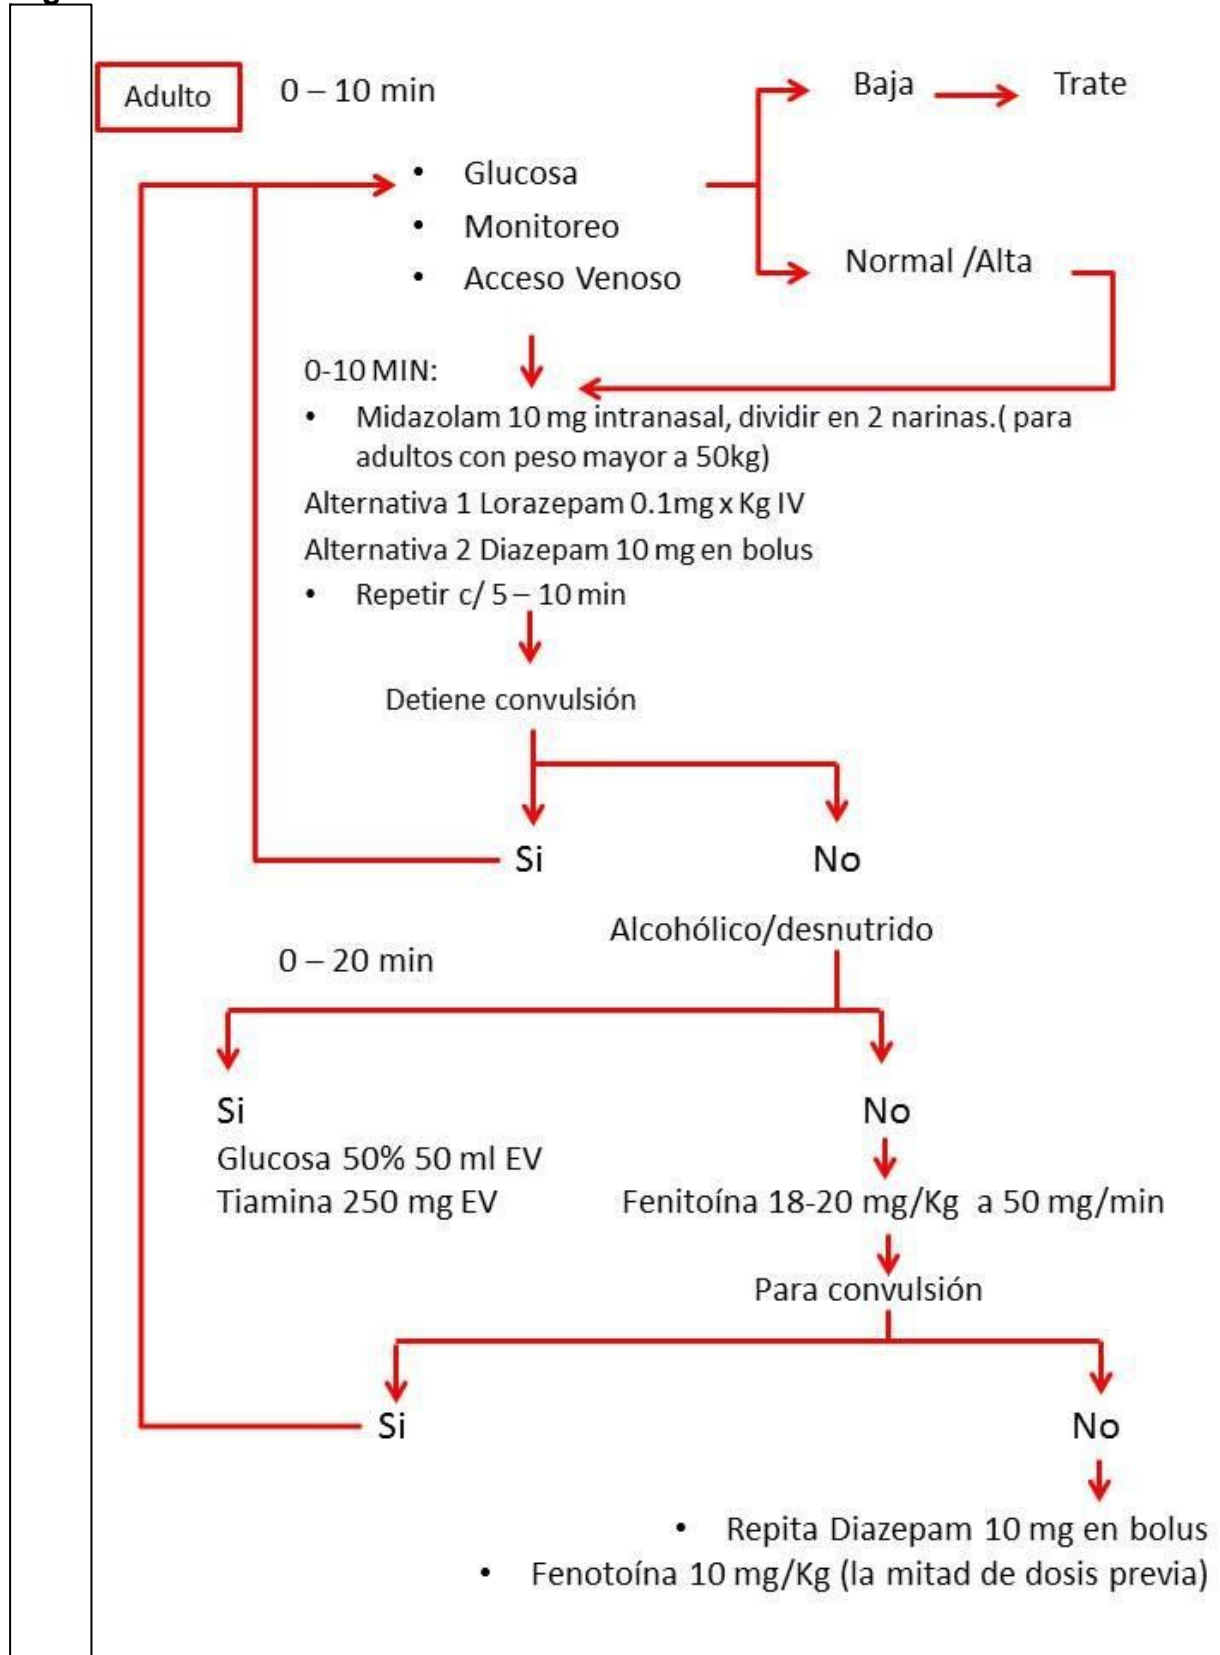 Adulto
0 – 10 min
Baja
Trate
• Glucosa
• Monitoreo
• Acceso Venoso
Normal /Alta
0-10 MIN:
• Midazolam 10 mg intranasal, dividir en 2 narinas.( para
adultos con peso mayor a 50kg)
Alternativa 1 Lorazepam 0.1mg x Kg IV
Alternativa 2 Diazepam 10 mg en bolus
• Repetir c/ 5 – 10 min
Detiene convulsión
Si
No
Alcohólico/desnutrido
0 – 20 min
Si
No
Glucosa 50% 50 ml EV
Tiamina 250 mg EV
Fenitoína 18-20 mg/Kg a 50 mg/min
Para convulsión
Si
No
• Repita Diazepam 10 mg en bolus
• Fenotoína 10 mg/Kg (la mitad de dosis previa)